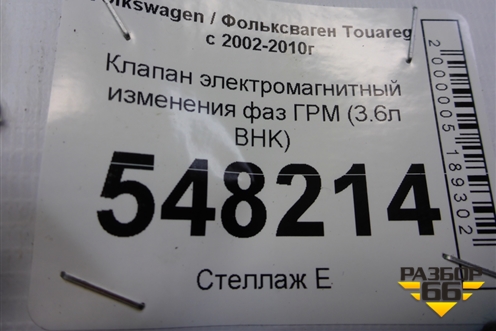 lkswagen / Фольксваген Touareg
с 2002-2010г
Клапан электромагнитный
изменения фаз ГРМ (3.6л
BHK)
548214
Стеллаж Е
2000005189302
РАЗБОР
66